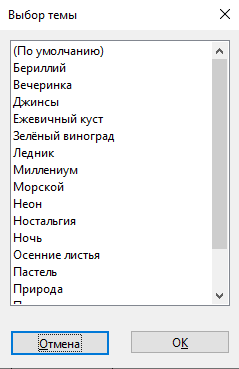 Выбор темы
(По умолчанию)
Бериллий
Вечеринка
Джинсы
Ежевичный куст
Зелёный виноград
Ледник
Миллениум
Морской
Неон
Ностальгия
Ночь
Осенние листья
Пастель
Природа
Отмена
OK